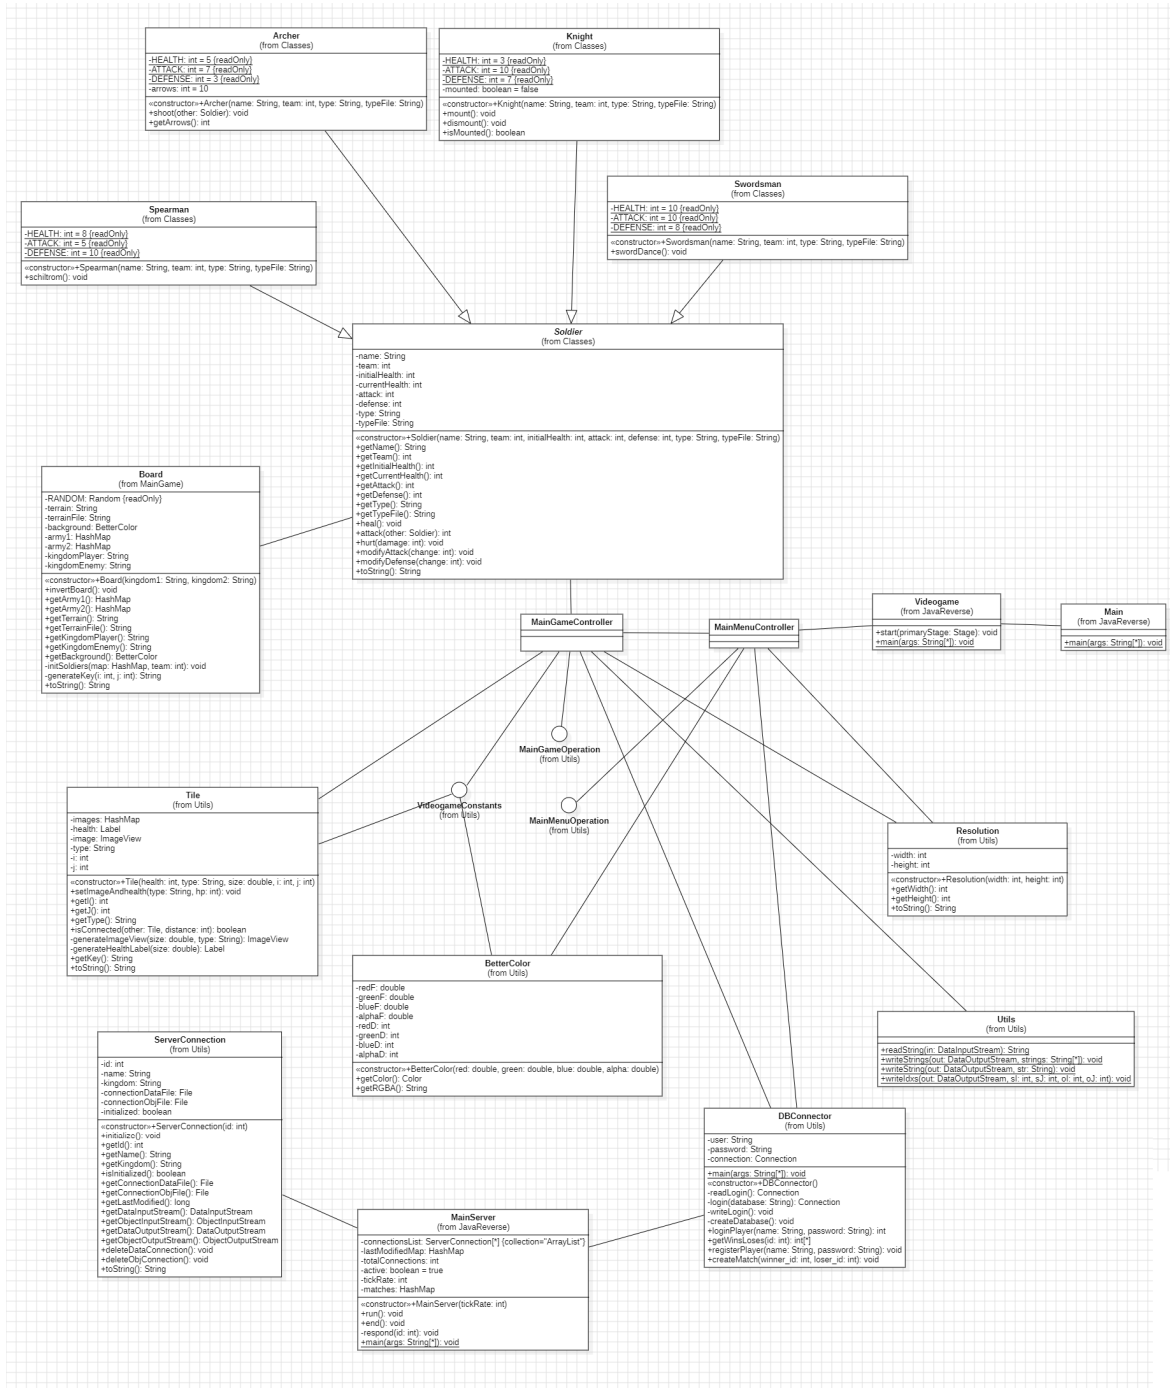 Archer
(from Classes)
-HEALTH: int = 5 {readOnly}
-ATTACK: int = 7 {readOnly}
-DEFENSE: int = 3 {readOnly}
-arrows: int = 10
«constructor»+Archer(name: String, team: int, type: String, typeFile: String)
+shoot(other: Soldier): void
+getArrows(): int
Knight
(from Classes)
-HEALTH: int = 3 {readOnly}
-ATTACK: int = 10 {readOnly}
-DEFENSE: int = 7 {readOnly}
-mounted: boolean = false
«constructor»+Knight(name: String, team: int, type: String, typeFile: String)
+mount(): void
+dismount(): void
+isMounted(): boolean
Swordsman
(from Classes)
-HEALTH: int = 10 {readOnly}
-ATTACK: int = 10 {readOnly}
-DEFENSE: int = 8 {readOnly}
«constructor»+Swordsman(name: String, team: int, type: String, typeFile: String)
+swordDance(): void
Spearman
(from Classes)
-HEALTH: int = 8 {readOnly}
-ATTACK: int = 5 {readOnly}
-DEFENSE: int = 10 {readOnly}
«constructor»+Spearman(name: String, team: int, type: String, typeFile: String)
+schiltrom(): void
Soldier
(from Classes)
-name: String
-team: int
-initialHealth: int
-currentHealth: int
-attack: int
-defense: int
-type: String
-typeFile: String
«constructor»+Soldier(name: String, team: int, initialHealth: int, attack: int, defense: int, type: String, typeFile: String)
+getName(): String
+getTeam(): int
+getInitialHealth(): int
+getCurrentHealth(): int
+getAttack(): int
+getDefense(): int
+getType(): String
+getTypeFile(): String
+heal(): void
+attack(other: Soldier): int
+hurt(damage: int): void
+modifyAttack(change: int): void
+modifyDefense(change: int): void
+toString(): String
Board
(from MainGame)
-RANDOM: Random {readOnly}
-terrain: String
-terrainFile: String
-background: BetterColor
-army1: HashMap
-army2: HashMap
-kingdomPlayer: String
-kingdomEnemy: String
«constructor»+Board(kingdom1: String, kingdom2: String)
+invertBoard(): void
+getArmy1(): HashMap
+getArmy2(): HashMap
+getTerrain(): String
+getTerrainFile(): String
+getKingdomPlayer(): String
+getKingdomEnemy(): String
+getBackground(): BetterColor
-initSoldiers(map: HashMap, team: int): void
-generateKey(i: int, j: int): String
+toString(): String
MainGameController
MainMenuController
Videogame
(from JavaReverse)
+start(primaryStage: Stage): void
+main(args: String[*]): void
Main
(from JavaReverse)
+main(args: String[*]): void
MainGameOperation
(from Utils)
VideogameConstants
(from Utils)
MainMenuOperation
(from Utils)
Tile
(from Utils)
-images: HashMap
-health: Label
-image: ImageView
-type: String
-i: int
-j: int
«constructor»+Tile(health: int, type: String, size: double, i: int, j: int)
+setImageAndhealth(type: String, hp: int): void
+getI(): int
+getJ(): int
+getType(): String
+isConnected(other: Tile, distance: int): boolean
-generateImageView(size: double, type: String): ImageView
-generateHealthLabel(size: double): Label
+getKey(): String
+toString(): String
Resolution
(from Utils)
-width: int
-height: int
«constructor»+Resolution(width: int, height: int)
+getWidth(): int
+getHeight(): int
+toString(): String
BetterColor
(from Utils)
-redF: double
-greenF: double
-blueF: double
-alphaF: double
-redD: int
-greenD: int
-blueD: int
-alphaD: int
«constructor»+BetterColor(red: double, green: double, blue: double, alpha: double)
+getColor(): Color
+getRGBA(): String
Utils
(from Utils)
+readString(in: DataInputStream): String
+writeStrings(out: DataOutputStream, strings: String[*]): void
+writeString(out: DataOutputStream, str: String): void
+writeIdxs(out: DataOutputStream, sI: int, sJ: int, oI: int, oJ: int): void
ServerConnection
(from Utils)
-id: int
-name: String
-kingdom: String
-connectionDataFile: File
-connectionObjFile: File
-initialized: boolean
«constructor»+ServerConnection(id: int)
+initialize(): void
+getId(): int
+getName(): String
+getKingdom(): String
+isInitialized(): boolean
+getConnectionDataFile(): File
+getConnectionObjFile(): File
+getLastModified(): long
+getDataInputStream(): DataInputStream
+getObjectInputStream(): ObjectInputStream
+getDataOutputStream(): DataOutputStream
+getObjectOutputStream(): ObjectOutputStream
+deleteDataConnection(): void
+deleteObjConnection(): void
+toString(): String
DBConnector
(from Utils)
-user: String
-password: String
-connection: Connection
+main(args: String[*]): void
«constructor»+DBConnector()
-readLogin(): Connection
-login(database: String): Connection
-writeLogin(): void
-createDatabase(): void
+loginPlayer(name: String, password: String): int
+getWinsLoses(id: int): int[*]
+registerPlayer(name: String, password: String): void
+createMatch(winner_id: int, loser_id: int): void
MainServer
(from JavaReverse)
-connectionsList: ServerConnection[*] {collection="ArrayList"}
-lastModifiedMap: HashMap
-totalConnections: int
-active: boolean = true
-tickRate: int
-matches: HashMap
«constructor»+MainServer(tickRate: int)
+run(): void
+end(): void
-respond(id: int): void
+main(args: String[*]): void